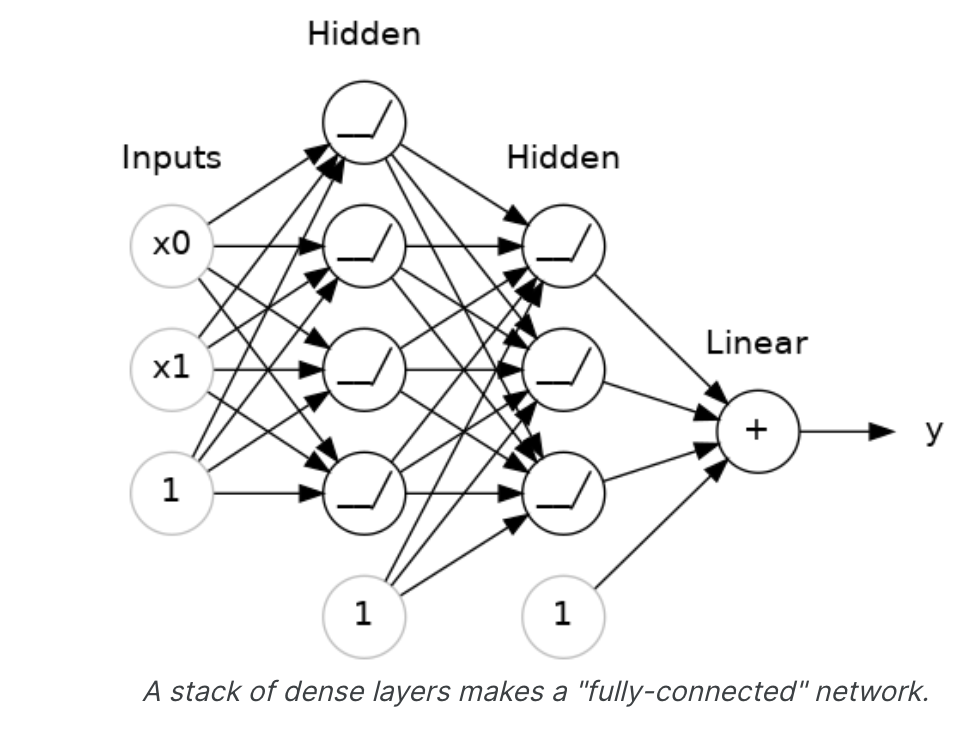 Hidden
Inputs
Hidden
x0
x1
Linear
+
y
1
1
1
A stack of dense layers makes a "fully-connected" network.